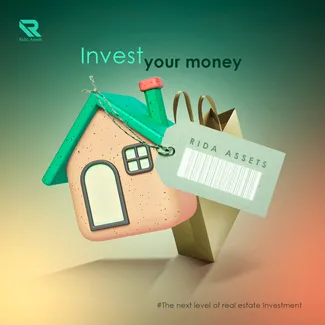 Rida Assets
Invest your money
RIDA ASSETS
#The next level of real estate Investment